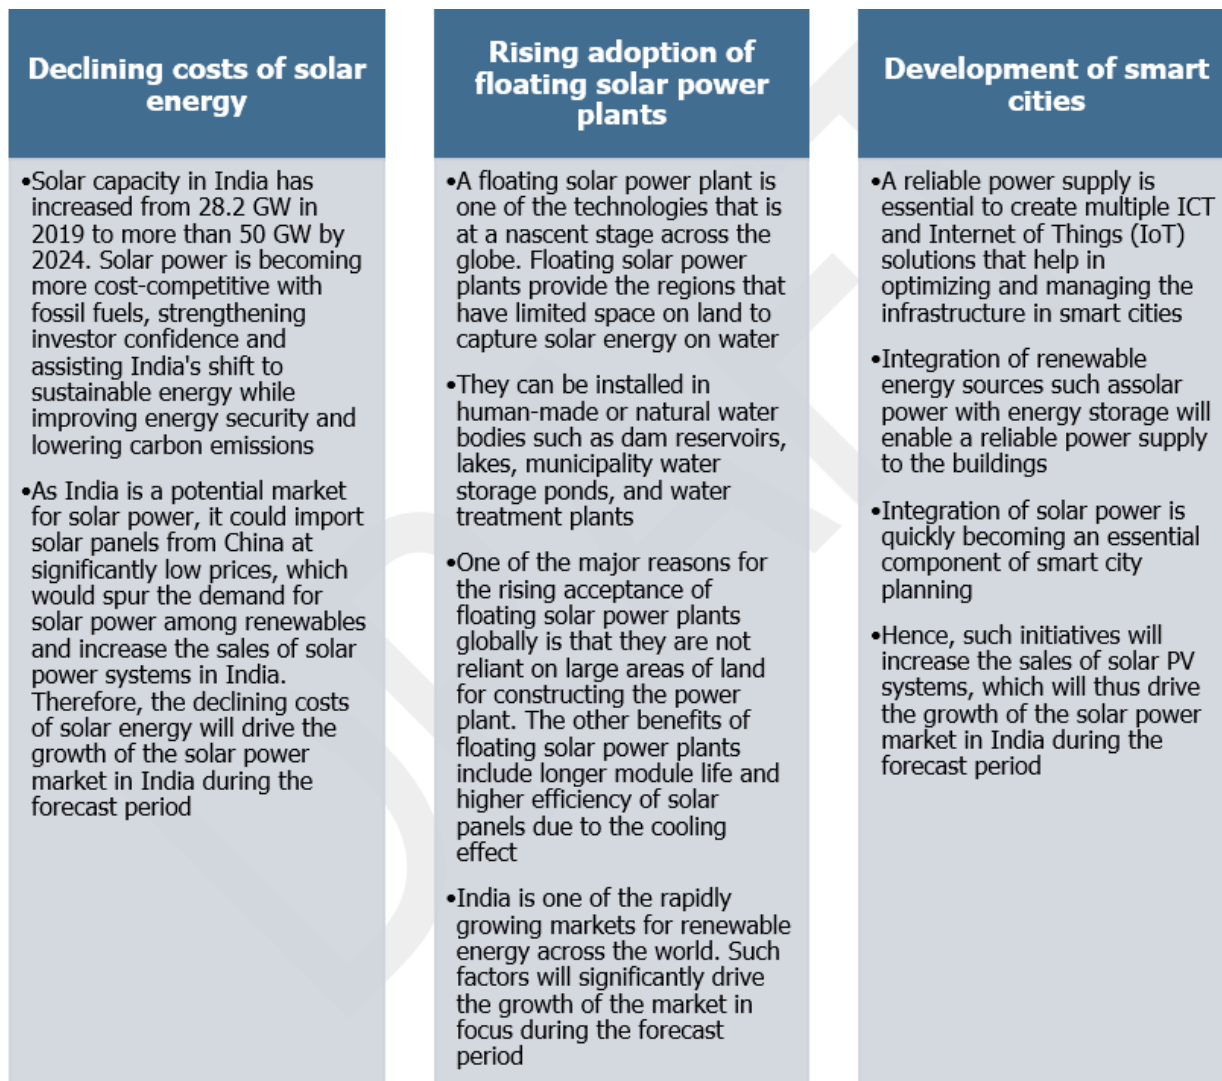 Declining costs of solar
energy
•Solar capacity in India has
increased from 28.2 GW in
2019 to more than 50 GW by
2024. Solar power is becoming
more cost-competitive with
fossil fuels, strengthening
investor confidence and
assisting India's shift to
sustainable energy while
improving energy security and
lowering carbon emissions
•As India is a potential market
for solar power, it could import
solar panels from China at
significantly low prices, which
would spur the demand for
solar power among renewables
and increase the sales of solar
power systems in India.
Therefore, the declining costs
of solar energy will drive the
growth of the solar power
market in India during the
forecast period
Rising adoption of
floating solar power
plants
•A floating solar power plant is
one of the technologies that is
at a nascent stage across the
globe. Floating solar power
plants provide the regions that
have limited space on land to
capture solar energy on water
•They can be installed in
human-made or natural water
bodies such as dam reservoirs,
lakes, municipality water
storage ponds, and water
treatment plants
•One of the major reasons for
the rising acceptance of
floating solar power plants
globally is that they are not
reliant on large areas of land
for constructing the power
plant. The other benefits of
floating solar power plants
include longer module life and
higher efficiency of solar
panels due to the cooling
effect
•India is one of the rapidly
growing markets for renewable
energy across the world. Such
factors will significantly drive
the growth of the market in
focus during the forecast
period
Development of smart
cities
•A reliable power supply is
essential to create multiple ICT
and Internet of Things (IoT)
solutions that help in
optimizing and managing the
infrastructure in smart cities
•Integration of renewable
energy sources such assolar
power with energy storage will
enable a reliable power supply
to the buildings
•Integration of solar power is
quickly becoming an essential
component of smart city
planning
•Hence, such initiatives will
increase the sales of solar PV
systems, which will thus drive
the growth of the solar power
market in India during the
forecast period
DRAFT